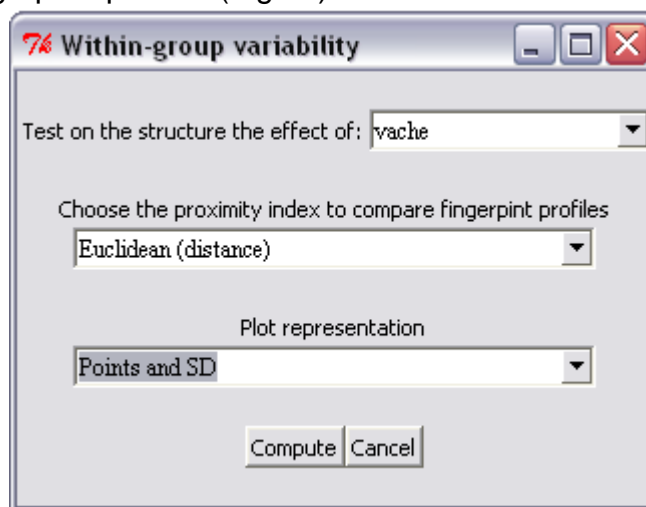 Within-group variability
Test on the structure the effect of: vache
Choose the proximity index to compare fingerpint profiles
Euclidean (distance)
Plot representation
Points and SD
Compute Cancel